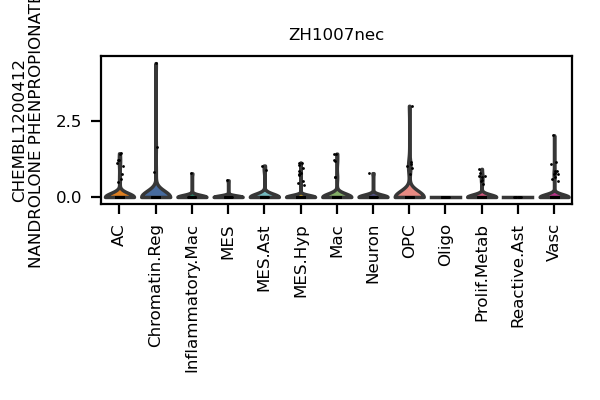 ZH1007nec
CHEMBL1200412
NANDROLONE PHENPROPIONATE
2.5
0.0
AC
Chromatin.Reg
Inflammatory.Mac
MES
MES.Ast
MES.Hyp
Mac
Neuron
OPC
Oligo
Prolif.Metab
Reactive.Ast
Vasc